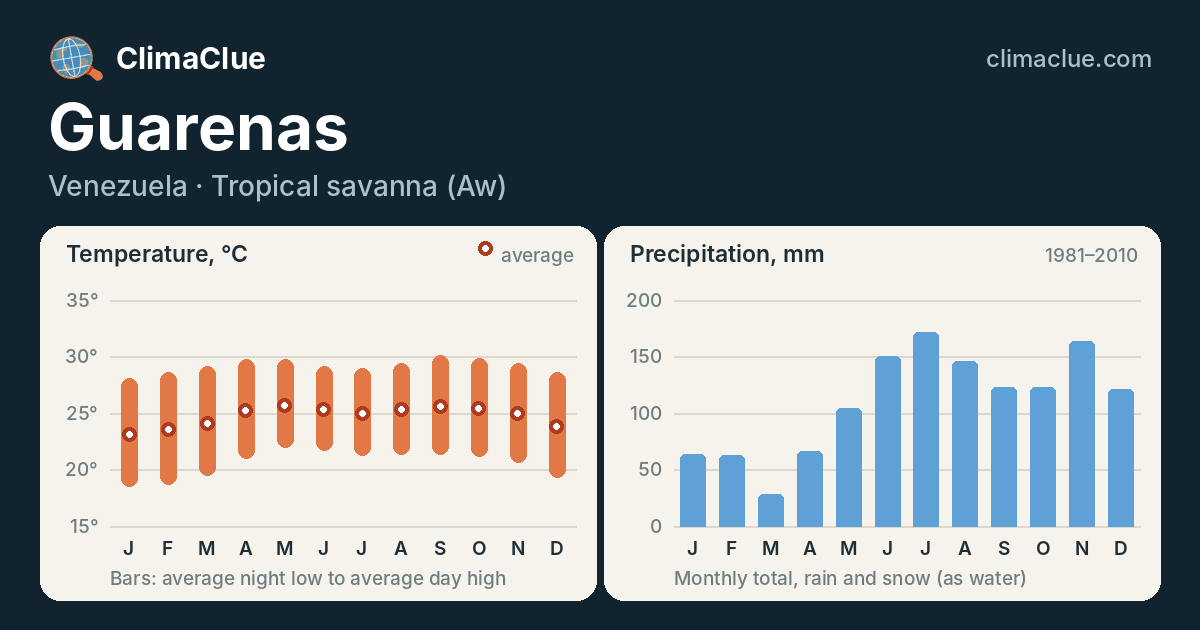 ClimaClue
climaclue.com
Guarenas
Venezuela · Tropical savanna (Aw)
Temperature, °C
average
35°
30°
25°
20°
15°
J F M A M J J A S O N D
Bars: average night low to average day high
Precipitation, mm
1981–2010
200
150
100
50
0
J F M A M J J A S O N D
Monthly total, rain and snow (as water)